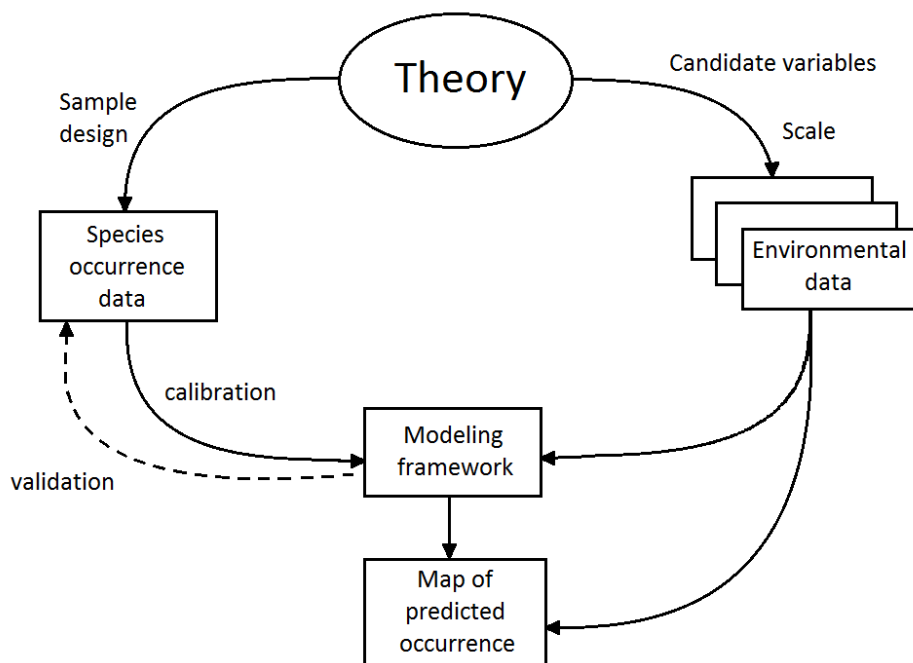 Theory
Candidate variables
Sample
design
Scale
Species
occurrence
data
Environmental
data
calibration
Modeling
framework
validation
Map of
predicted
occurrence